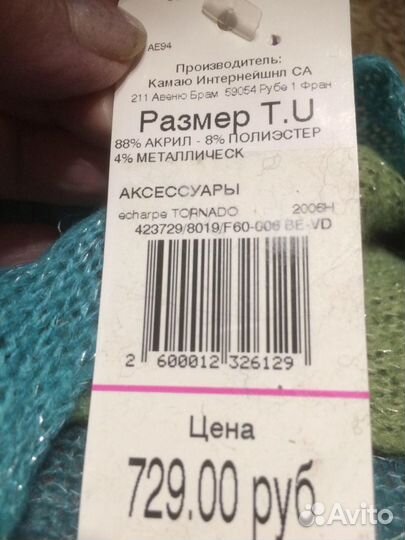 AE94
Производитель:
Камаю Интернейшнл СА
211 Авеню Брам 59054 Рубе 1 Фран
Размер T.U
88% АКРИЛ - 8% ПОЛИЭСТЕР
4% МЕТАЛЛИЧЕСК
АКСЕССУАРЫ
echarpe TORNADO 2006H
423729/8019/F60-006 BE-VD
2 600012 326129
Цена
729.00 руб
Avito